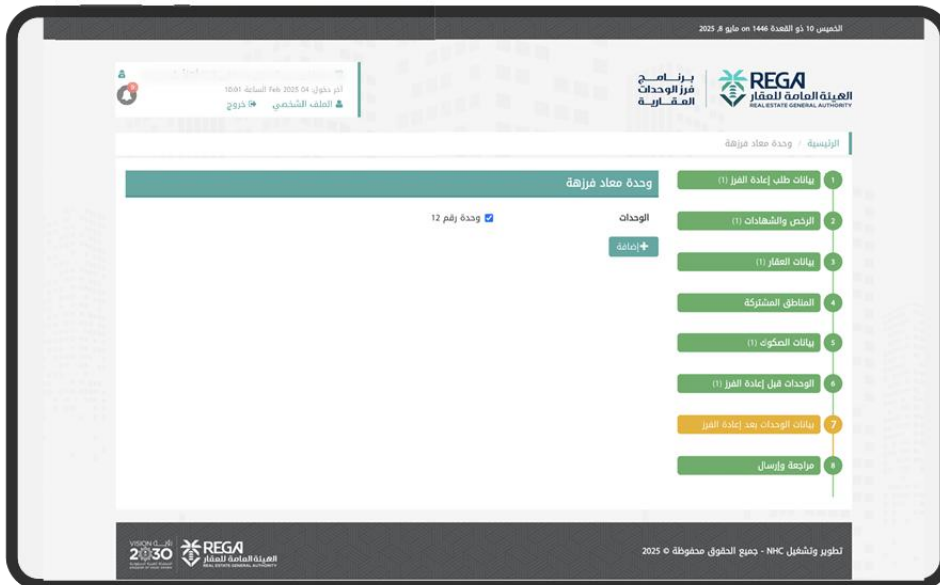 الخميس 10 ذو القعدة 1446 on مايو 8, 2025
REGA
الهيئة العامة للعقار
REAL ESTATE GENERAL AUTHORITY
برنامج
فرز الوحدات
العقارية
آخر دخول: 04 Feb 2025 الساعة 10:01
الملف الشخصي خروج
الرئيسية / وحدة معاد فرزهة
1 بيانات طلب إعادة الفرز (1)
2 الرخص والشهادات (1)
3 بيانات العقار (1)
4 المناطق المشتركة
5 بيانات الصكوك (1)
6 الوحدات قبل إعادة الفرز (1)
7 بيانات الوحدات بعد إعادة الفرز
8 مراجعة وإرسال
وحدة معاد فرزهة
الوحدات وحدة رقم 12
+إضافة
تطوير وتشغيل NHC - جميع الحقوق محفوظة © 2025
REGA
الهيئة العامة للعقار
REAL ESTATE GENERAL AUTHORITY
VISION رؤية
2030